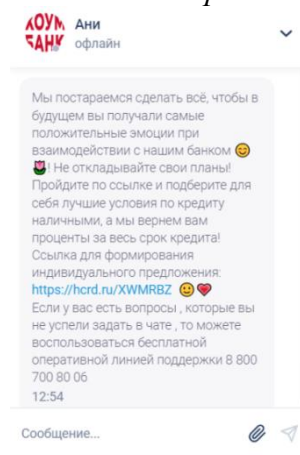 ХОУМ
БАНК
Ани
офлайн
Мы постараемся сделать всё, чтобы в
будущем вы получали самые
положительные эмоции при
взаимодействии с нашим банком 😊
🌷! Не откладывайте свои планы!
Пройдите по ссылке и подберите для
себя лучшие условия по кредиту
наличными, а мы вернем вам
проценты за весь срок кредита!
Ссылка для формирования
индивидуального предложения:
https://hcrd.ru/XWMRBZ 🙂❤
Если у вас есть вопросы , которые вы
не успели задать в чате , то можете
воспользоваться бесплатной
оперативной линией поддержки 8 800
700 80 06
12:54
Сообщение...